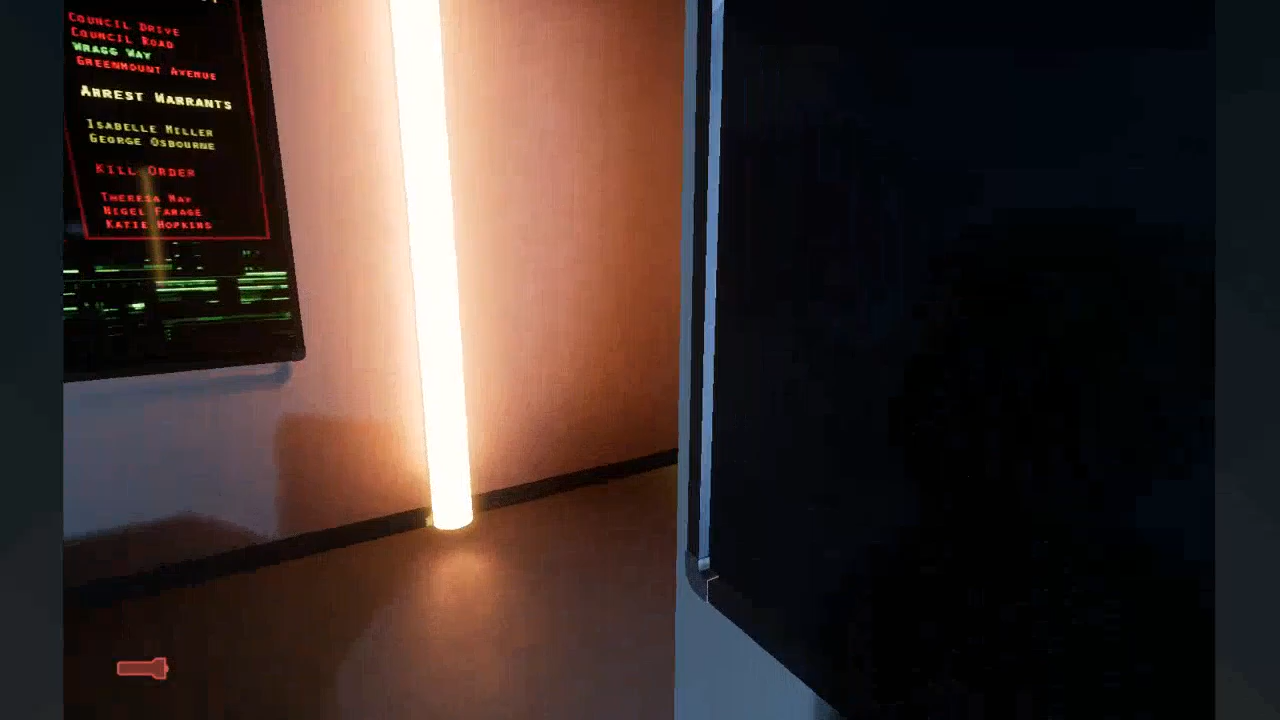 COUNCIL DRIVE
COUNCIL ROAD
WRAGG WAY
GREENMOUNT AVENUE
ARREST WARRANTS
ISABELLE MILLER
GEORGE OSBOURNE
KILL ORDER
THERESA MAY
NIGEL FARAGE
KATIE HOPKINS